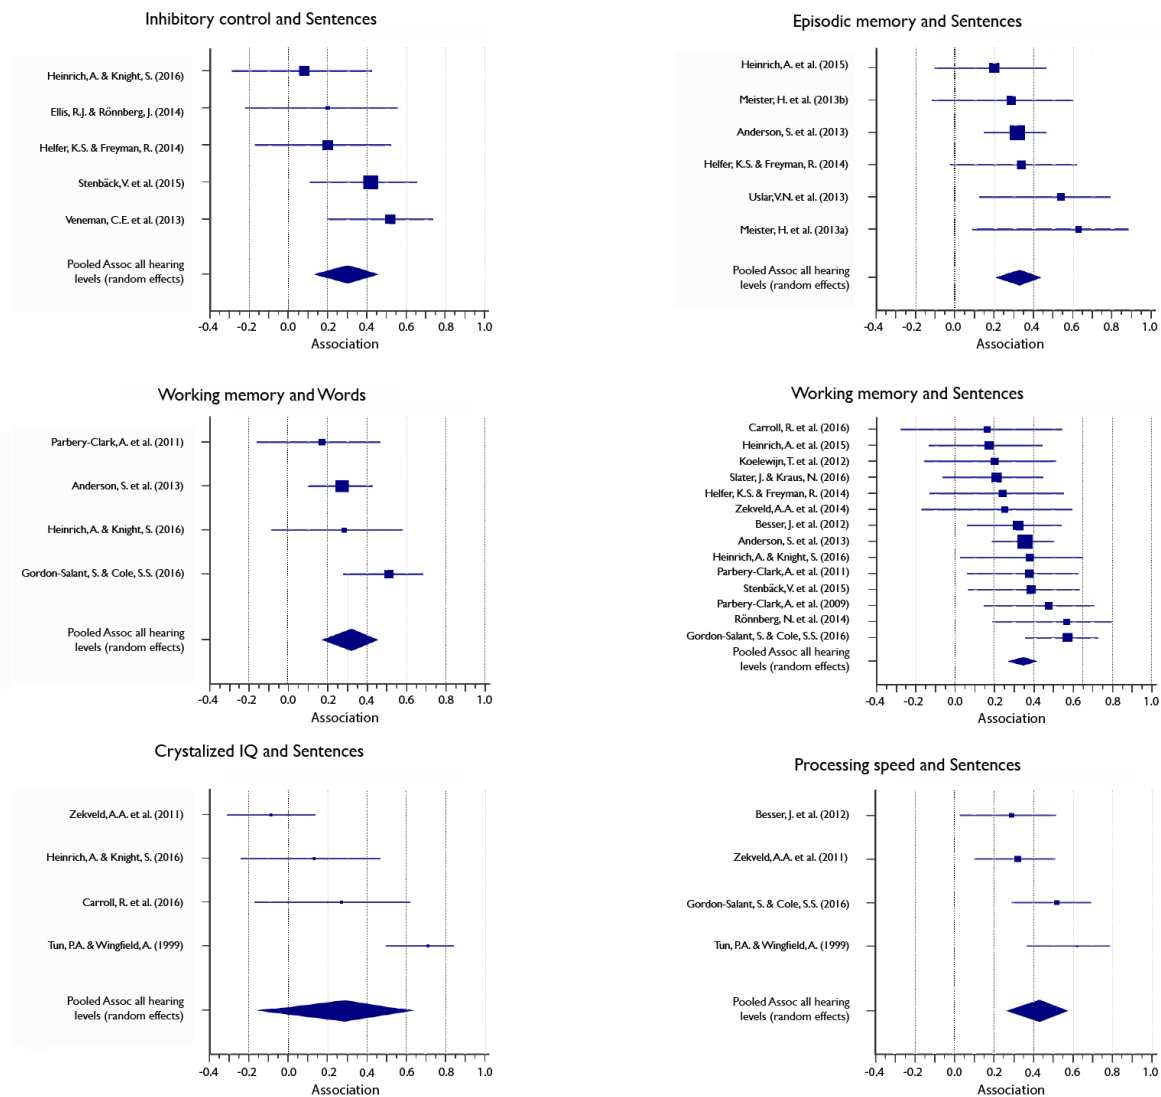 Inhibitory control and Sentences
Heinrich, A. & Knight, S. (2016)
Ellis, R.J. & Rönnberg, J. (2014)
Helfer, K.S. & Freyman, R. (2014)
Stenbäck, V. et al. (2015)
Veneman, C.E. et al. (2013)
Pooled Assoc all hearing
levels (random effects)
-0.4 -0.2 0.0 0.2 0.4 0.6 0.8 1.0
Association
Episodic memory and Sentences
Heinrich, A. et al. (2015)
Meister, H. et al. (2013b)
Anderson, S. et al. (2013)
Helfer, K.S. & Freyman, R. (2014)
Uslar, V.N. et al. (2013)
Meister, H. et al. (2013a)
Pooled Assoc all hearing
levels (random effects)
-0.4 -0.2 0.0 0.2 0.4 0.6 0.8 1.0
Association
Working memory and Words
Parbery-Clark, A. et al. (2011)
Anderson, S. et al. (2013)
Heinrich, A. & Knight, S. (2016)
Gordon-Salant, S. & Cole, S.S. (2016)
Pooled Assoc all hearing
levels (random effects)
-0.4 -0.2 0.0 0.2 0.4 0.6 0.8 1.0
Association
Working memory and Sentences
Carroll, R. et al. (2016)
Heinrich, A. et al. (2015)
Koelewijn, T. et al. (2012)
Slater, J. & Kraus, N. (2016)
Helfer, K.S. & Freyman, R. (2014)
Zekveld, A.A. et al. (2014)
Besser, J. et al. (2012)
Anderson, S. et al. (2013)
Heinrich, A. & Knight, S. (2016)
Parbery-Clark, A. et al. (2011)
Stenbäck, V. et al. (2015)
Parbery-Clark, A. et al. (2009)
Rönnberg, N. et al. (2014)
Gordon-Salant, S. & Cole, S.S. (2016)
Pooled Assoc all hearing
levels (random effects)
-0.4 -0.2 0.0 0.2 0.4 0.6 0.8 1.0
Association
Crystalized IQ and Sentences
Zekveld, A.A. et al. (2011)
Heinrich, A. & Knight, S. (2016)
Carroll, R. et al. (2016)
Tun, P.A. & Wingfield, A. (1999)
Pooled Assoc all hearing
levels (random effects)
-0.4 -0.2 0.0 0.2 0.4 0.6 0.8 1.0
Association
Processing speed and Sentences
Besser, J. et al. (2012)
Zekveld, A.A. et al. (2011)
Gordon-Salant, S. & Cole, S.S. (2016)
Tun, P.A. & Wingfield, A. (1999)
Pooled Assoc all hearing
levels (random effects)
-0.4 -0.2 0.0 0.2 0.4 0.6 0.8 1.0
Association